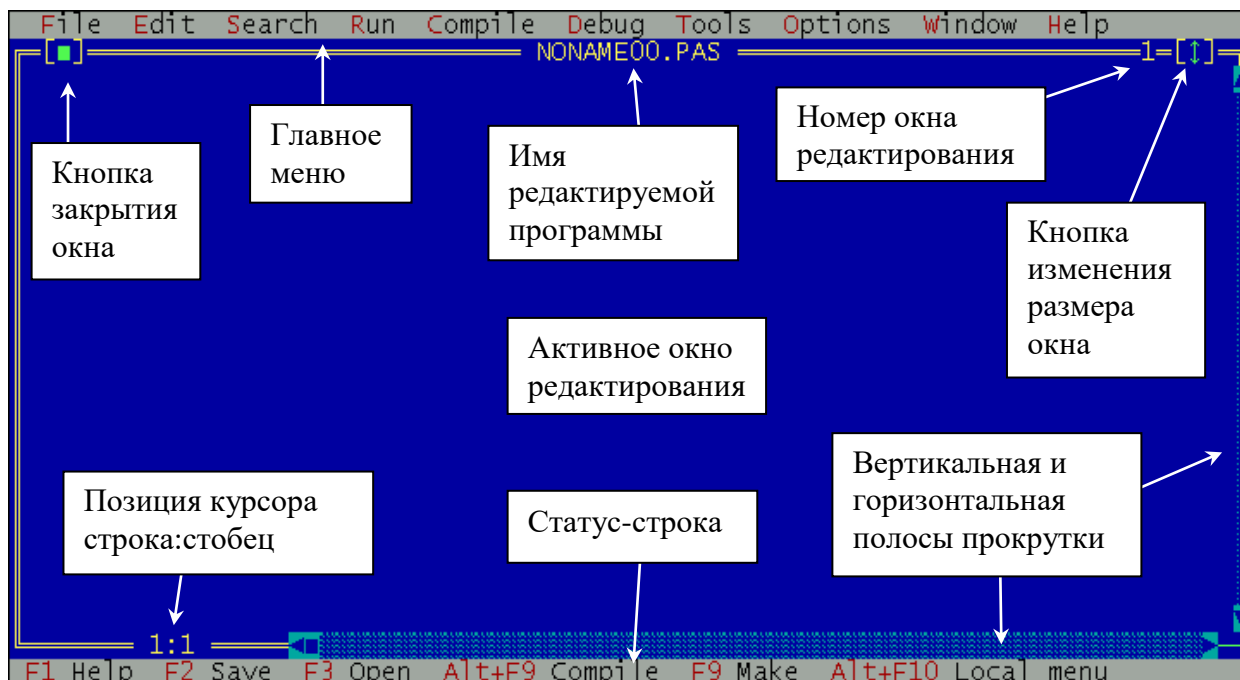 File Edit Search Run Compile Debug Tools Options Window Help
NONAME00.PAS 1
Главное
меню
Имя
редактируемой
программы
Номер окна
редактирования
Кнопка
закрытия
окна
Кнопка
изменения
размера
окна
Активное окно
редактирования
Позиция курсора
строка:стобец
Статус-строка
Вертикальная и
горизонтальная
полосы прокрутки
1:1
F1 Help F2 Save F3 Open Alt+F9 Compile F9 Make Alt+F10 Local menu